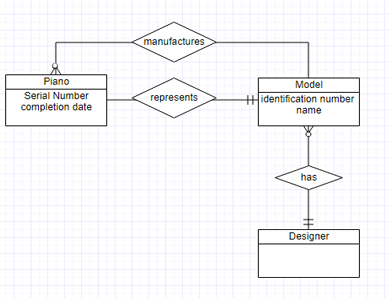 manufactures
Piano
Serial Number
completion date
represents
Model
identification number
name
has
Designer